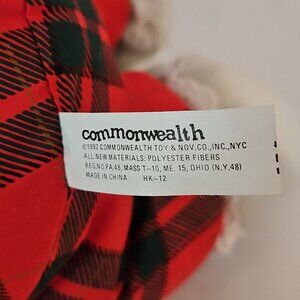 commonwealth
©1992 COMMONWEALTH TOY & NOV. CO., INC., NYC
ALL NEW MATERIALS: POLYESTER FIBERS
REG. NO. PA. 48, MASS T-10, ME. 15, OHIO (N.Y. 48)
MADE IN CHINA HK-12